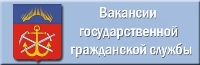 Вакансии
государственной
гражданской службы